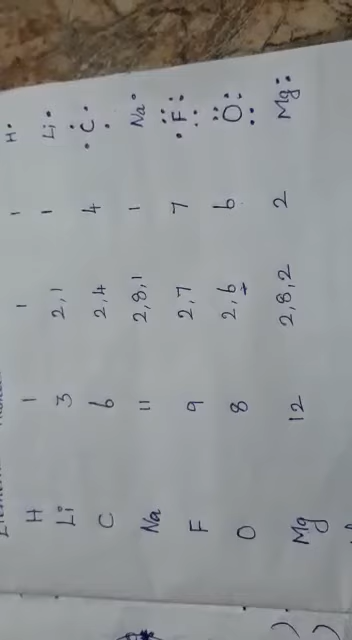 H 1 1 1 H•
Li 3 2,1 1 Li•
C 6 2,4 4 C
Na 11 2,8,1 1 Na•
F 9 2,7 7 F
O 8 2,6 6 O
Mg 12 2,8,2 2 Mg: